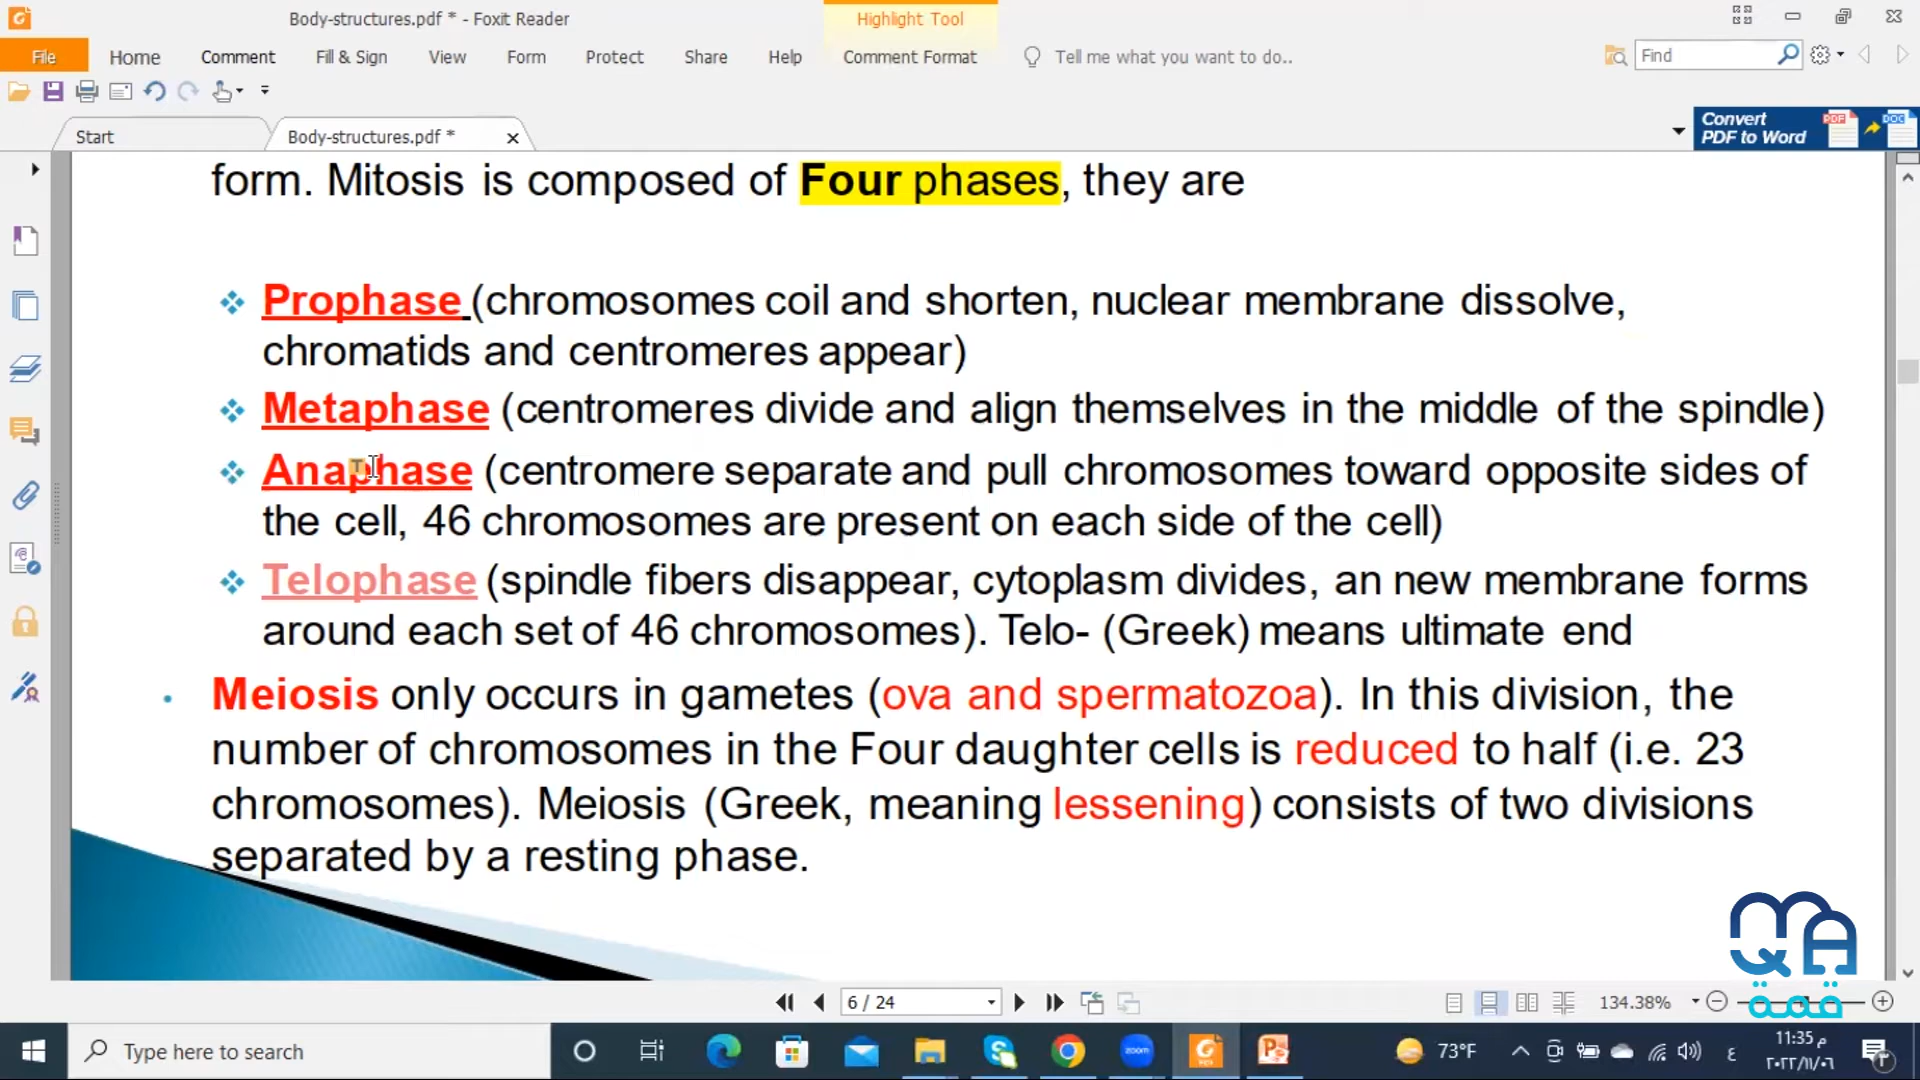 Body-structures.pdf * - Foxit Reader
Highlight Tool
File Home Comment Fill & Sign View Form Protect Share Help Comment Format Tell me what you want to do.. Find
Start Body-structures.pdf *
Convert PDF to Word
PDF DOC
form. Mitosis is composed of Four phases, they are
Prophase (chromosomes coil and shorten, nuclear membrane dissolve,
chromatids and centromeres appear)
Metaphase (centromeres divide and align themselves in the middle of the spindle)
Anaphase (centromere separate and pull chromosomes toward opposite sides of
the cell, 46 chromosomes are present on each side of the cell)
Telophase (spindle fibers disappear, cytoplasm divides, an new membrane forms
around each set of 46 chromosomes). Telo- (Greek) means ultimate end
• Meiosis only occurs in gametes (ova and spermatozoa). In this division, the
number of chromosomes in the Four daughter cells is reduced to half (i.e. 23
chromosomes). Meiosis (Greek, meaning lessening) consists of two divisions
separated by a resting phase.
قمة
6 / 24 134.38%
Type here to search zoom 73°F ع 11:35 م
٢٠٢٢/١١/٠٦